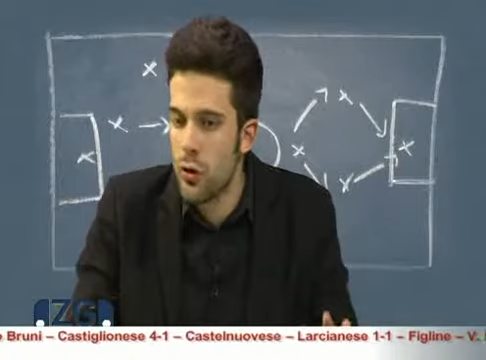 X
X
X
X
X
X
X
X
ZG
o Bruni – Castiglionese 4-1 – Castelnuovese – Larcianese 1-1 – Figline – V.